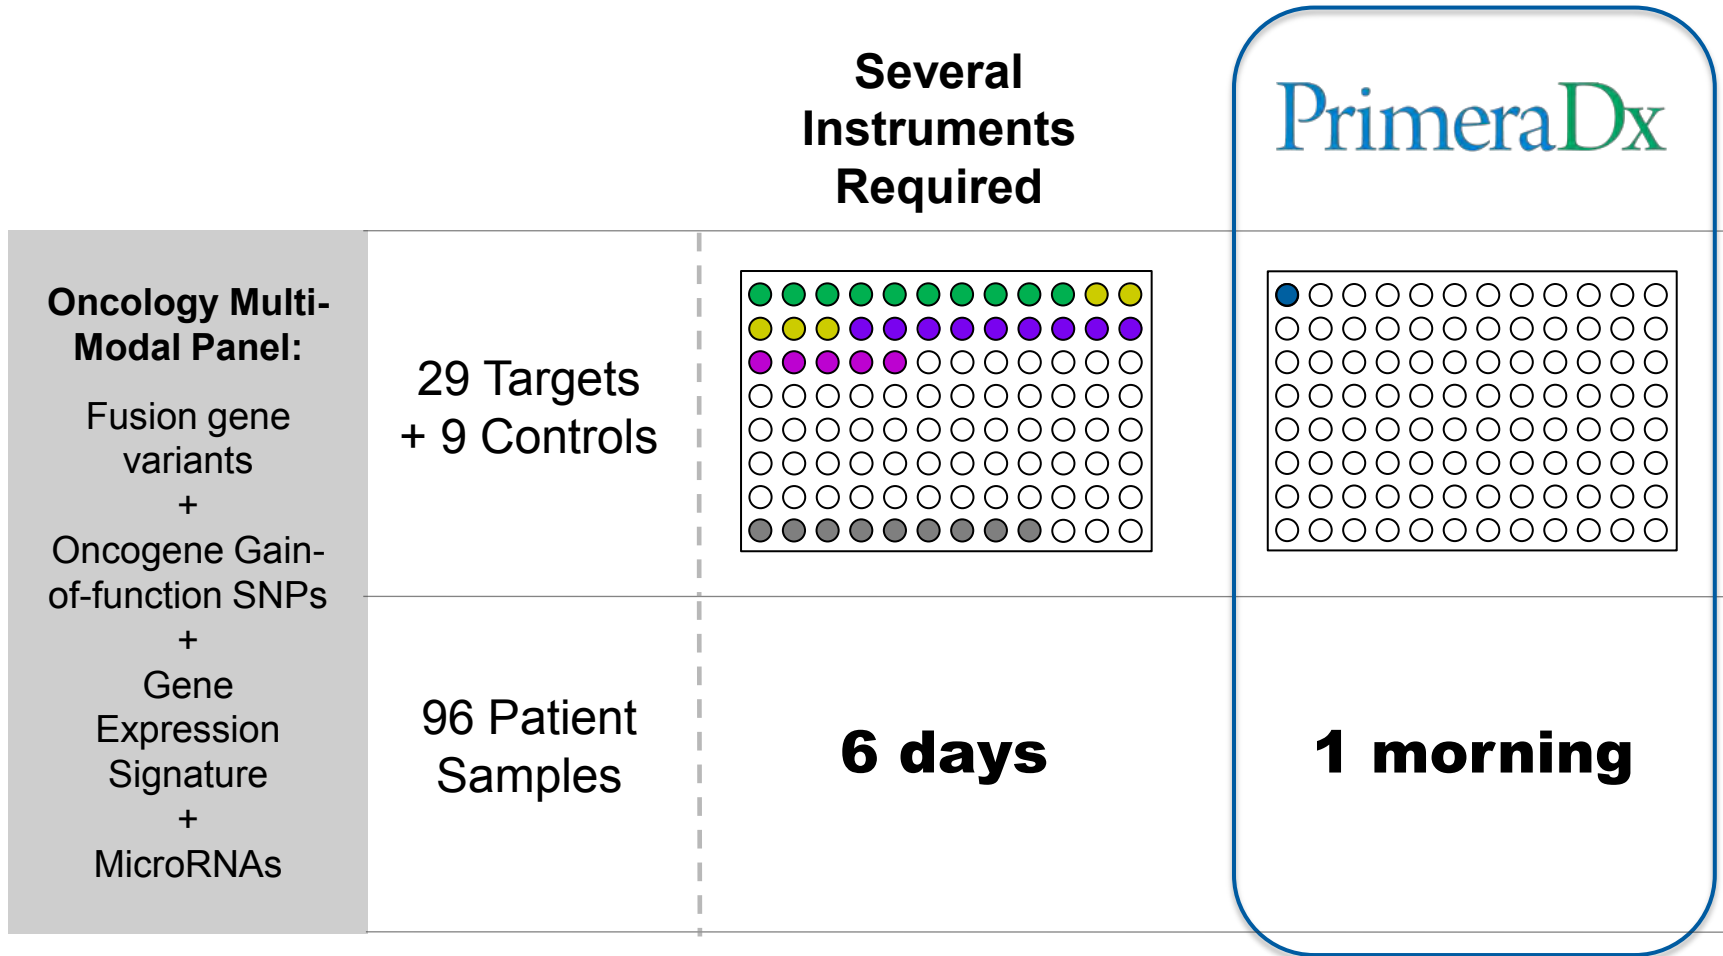 Several
Instruments
Required
PrimeraDx
Oncology Multi-
Modal Panel:
Fusion gene
variants
+
Oncogene Gain-
of-function SNPs
+
Gene
Expression
Signature
+
MicroRNAs
29 Targets
+ 9 Controls
96 Patient
Samples
6 days
1 morning